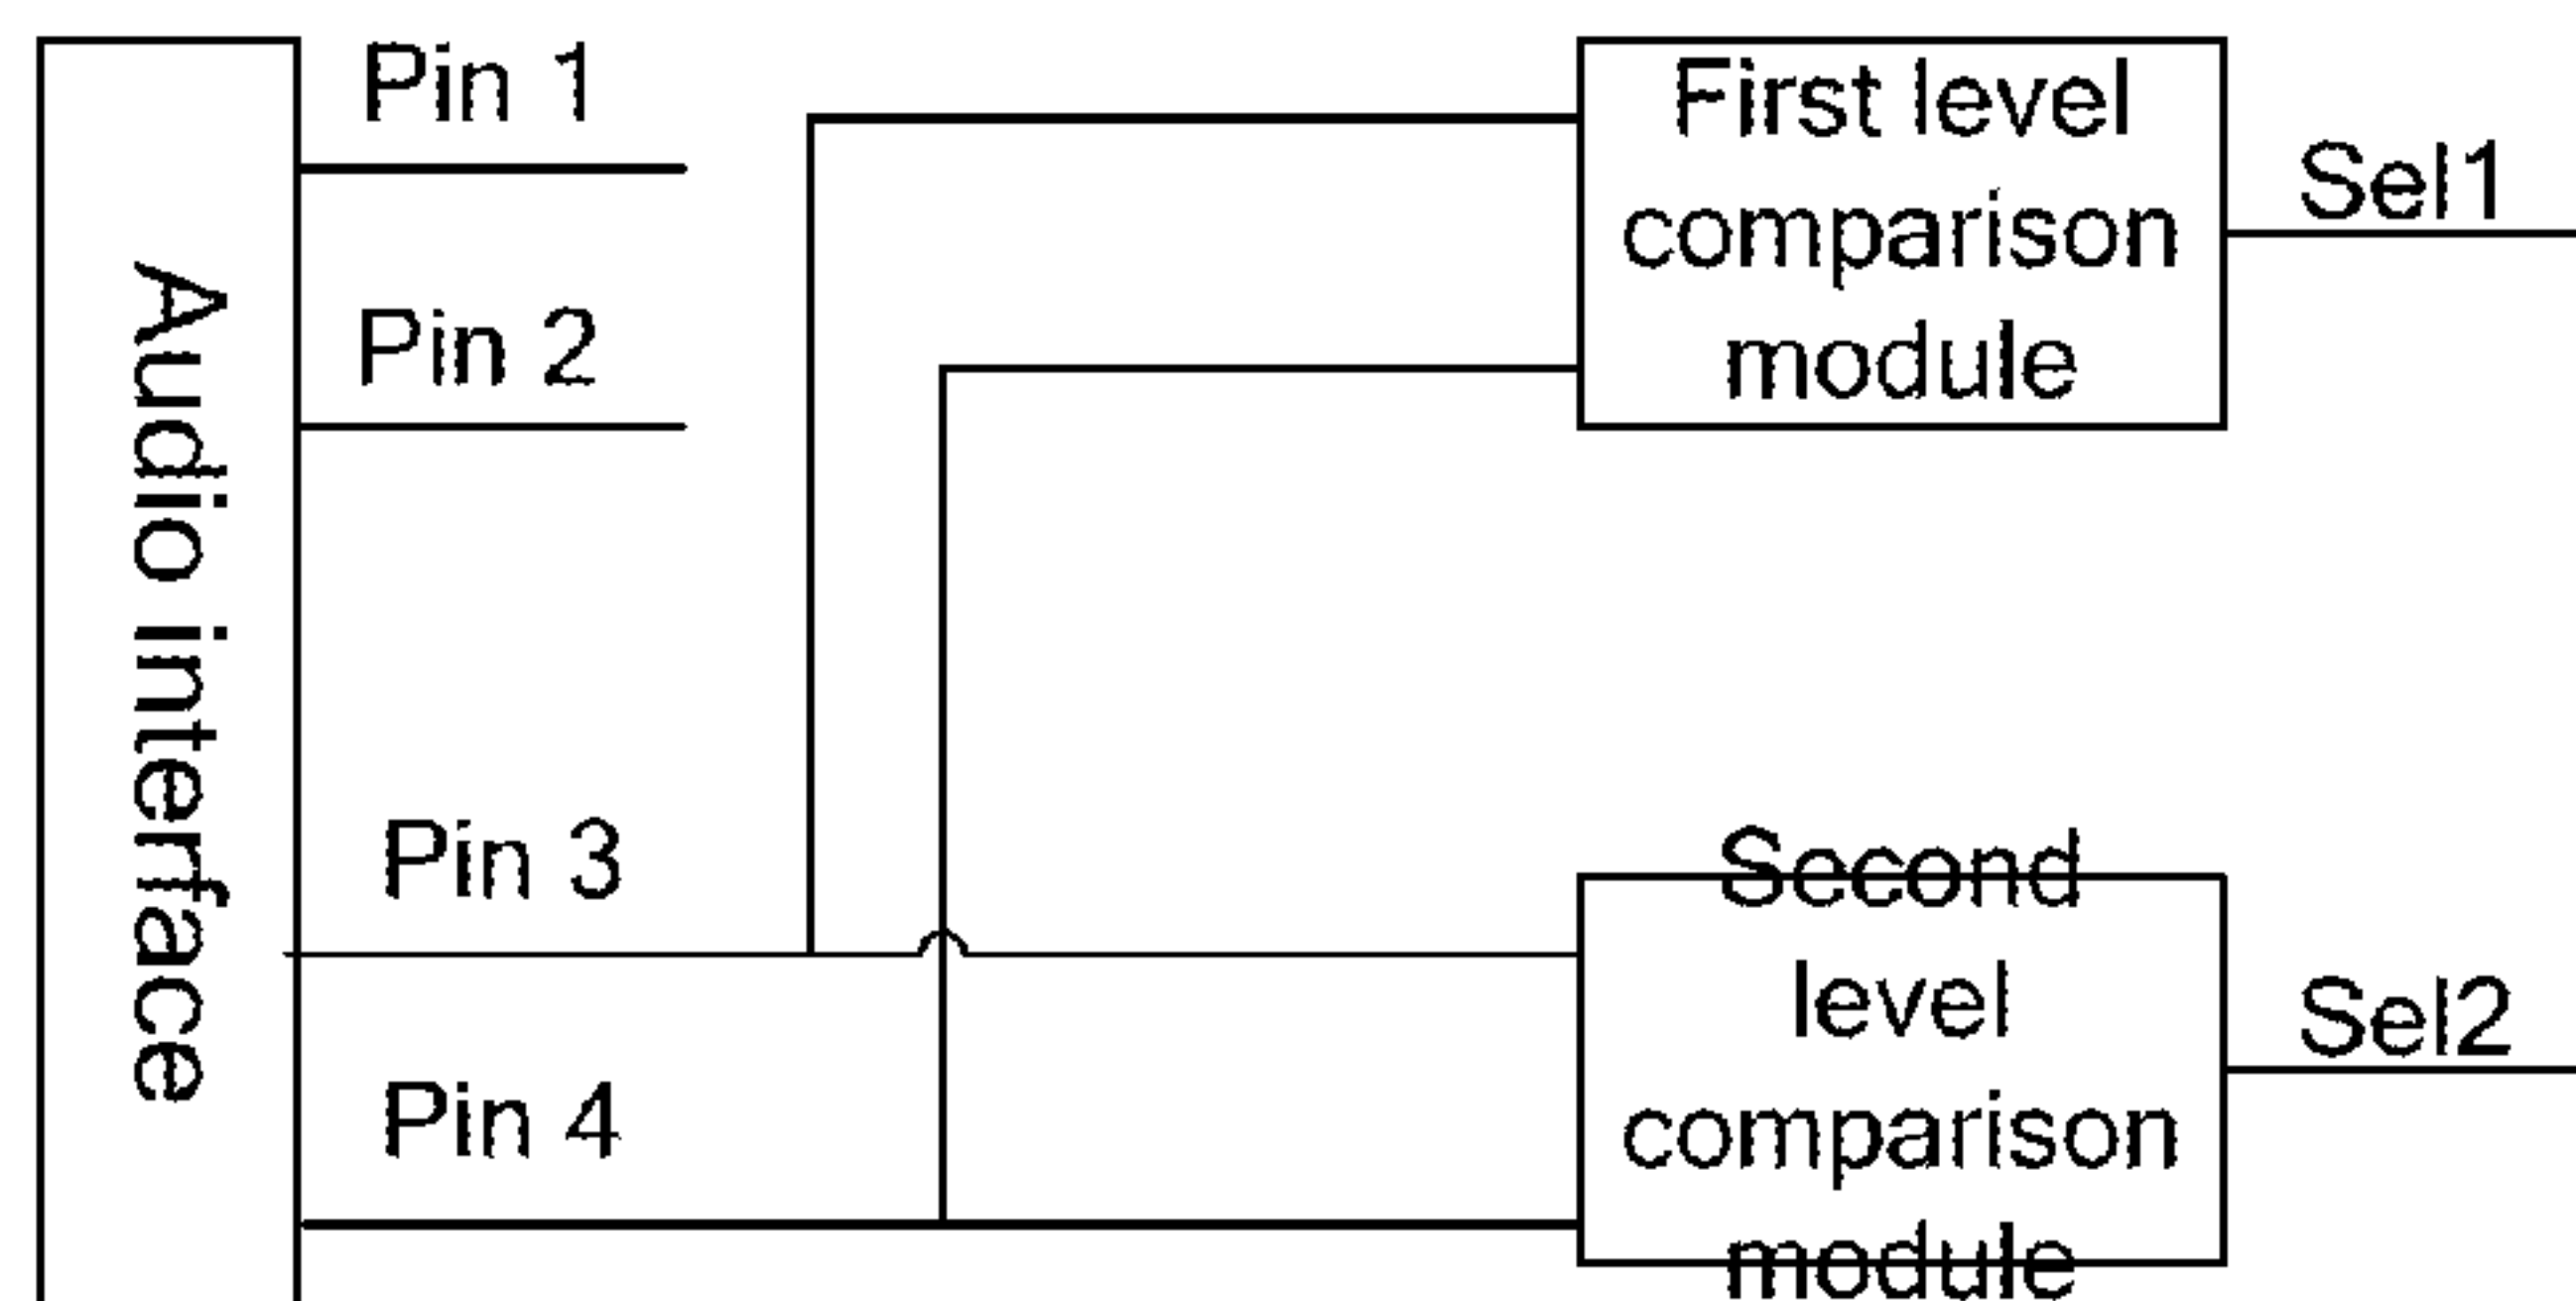 Audio interface
Pin 1
Pin 2
Pin 3
Pin 4
First level
comparison
module
Sel1
Second
level
comparison
module
Sel2